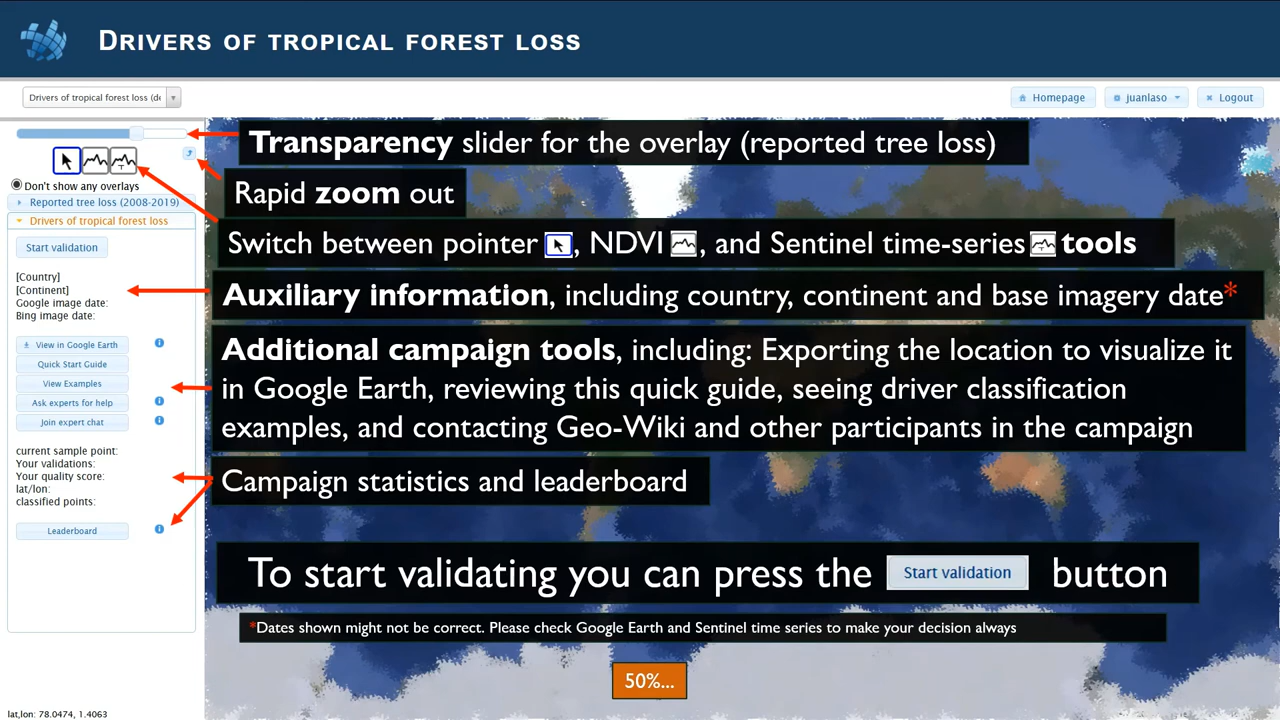 DRIVERS OF TROPICAL FOREST LOSS
Drivers of tropical forest loss (de
Homepage
juanlaso
Logout
Transparency slider for the overlay (reported tree loss)
Rapid zoom out
Don't show any overlays
Reported tree loss (2008-2019)
Drivers of tropical forest loss
Switch between pointer , NDVI , and Sentinel time-series tools
Start validation
[Country]
[Continent]
Google image date:
Bing image date:
Auxiliary information, including country, continent and base imagery date*
View in Google Earth
Quick Start Guide
View Examples
Ask experts for help
Join expert chat
Additional campaign tools, including: Exporting the location to visualize it
in Google Earth, reviewing this quick guide, seeing driver classification
examples, and contacting Geo-Wiki and other participants in the campaign
current sample point:
Your validations:
Your quality score:
lat/lon:
classified points:
Leaderboard
Campaign statistics and leaderboard
To start validating you can press the Start validation button
*Dates shown might not be correct. Please check Google Earth and Sentinel time series to make your decision always
50%...
lat,lon: 78.0474, 1.4063